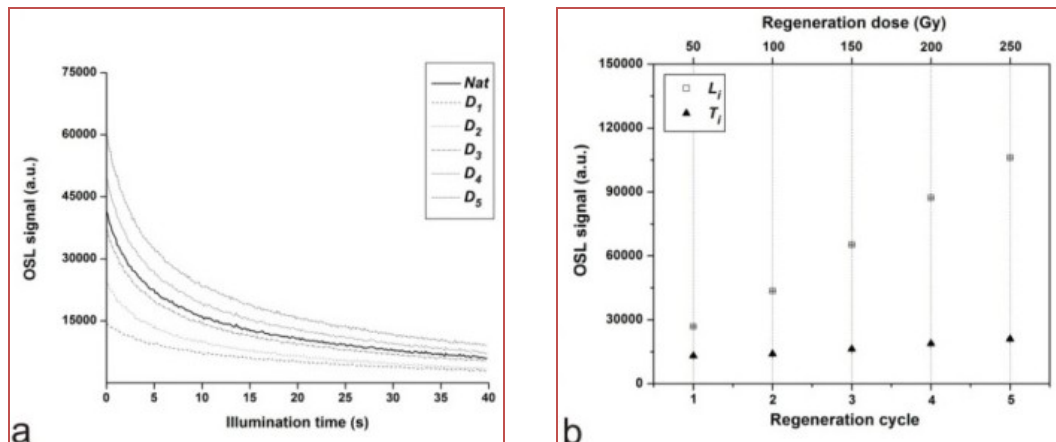 75000
60000
45000
30000
15000
OSL signal (a.u.)
Nat
D1
D2
D3
D4
D5
0 5 10 15 20 25 30 35 40
Illumination time (s)
a
Regeneration dose (Gy)
50 100 150 200 250
150000
120000
90000
60000
30000
0
OSL signal (a.u.)
Li
Ti
1 2 3 4 5
Regeneration cycle
b